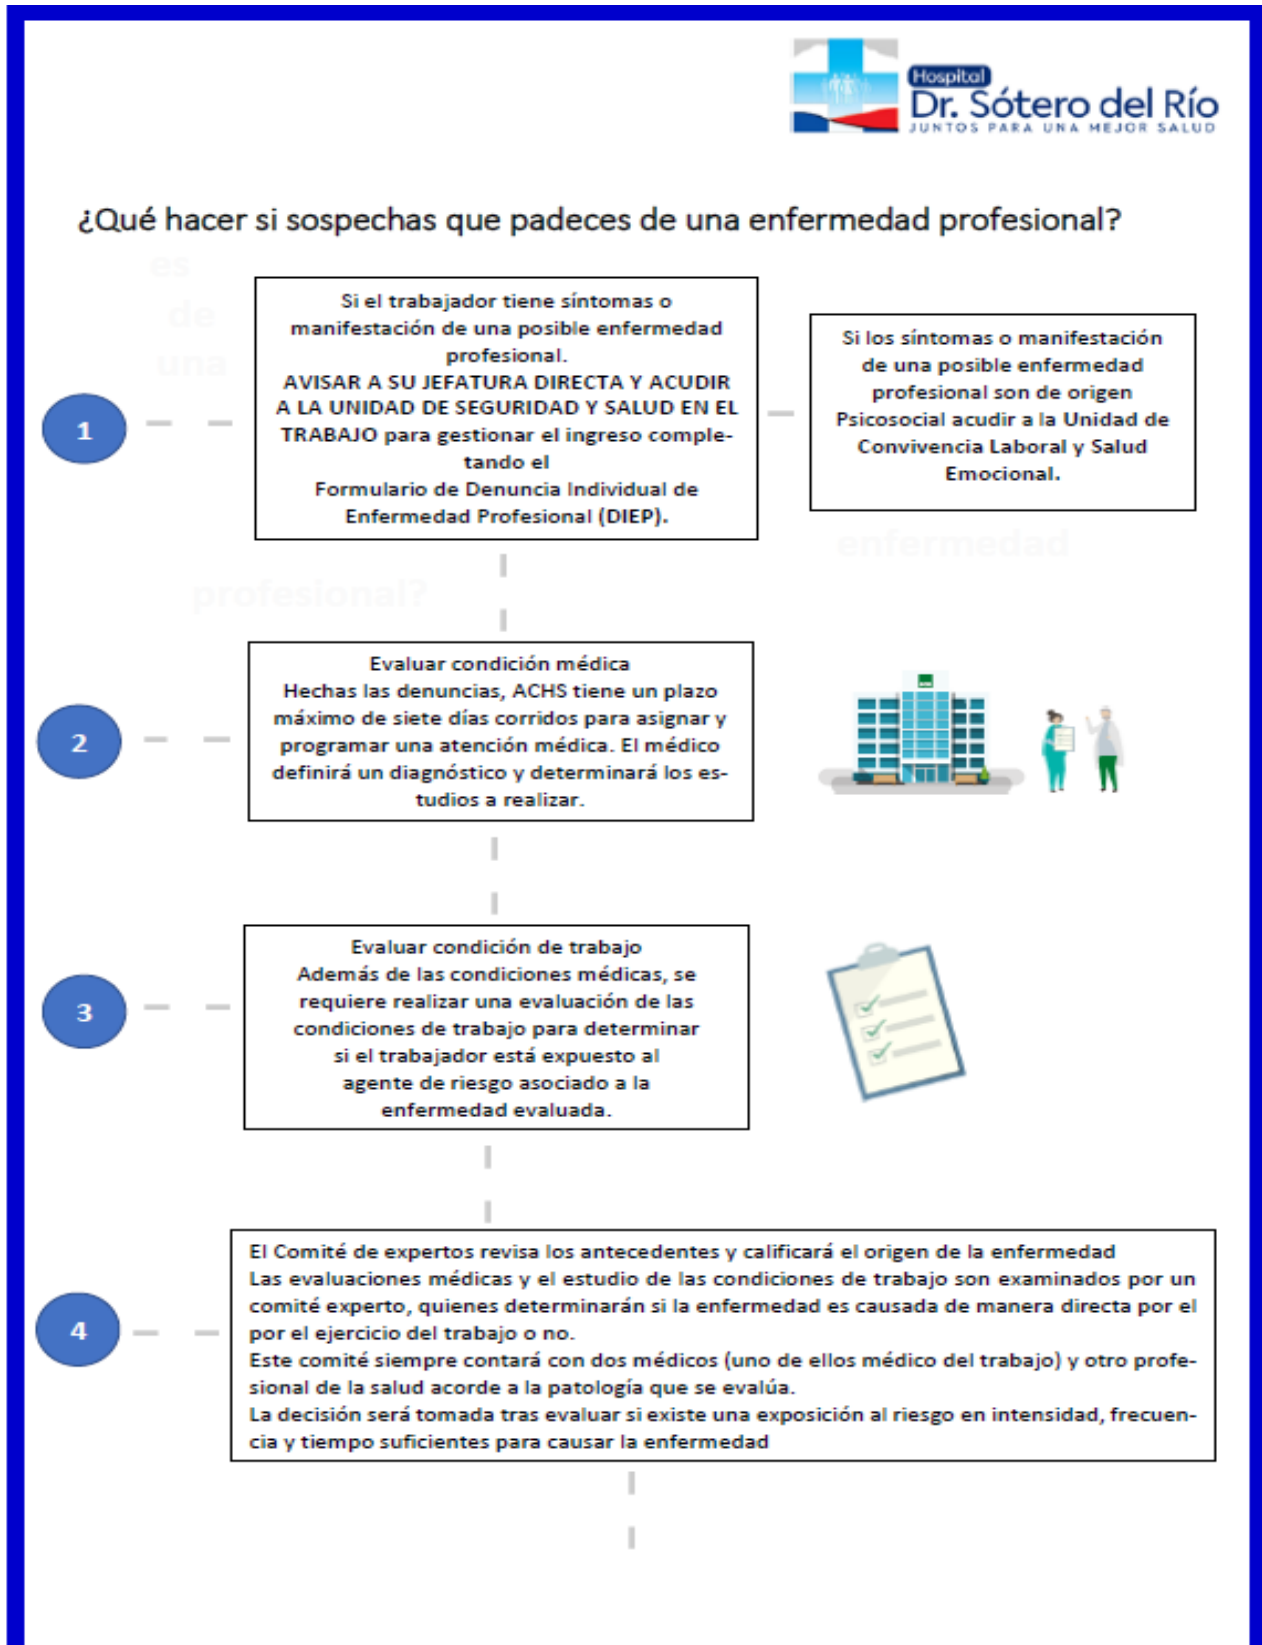 Hospital
Dr. Sótero del Río
JUNTOS PARA UNA MEJOR SALUD
¿Qué hacer si sospechas que padeces de una enfermedad profesional?
es
de
una
enfermedad
profesional?
1
Si el trabajador tiene síntomas o
manifestación de una posible enfermedad
profesional.
AVISAR A SU JEFATURA DIRECTA Y ACUDIR
A LA UNIDAD DE SEGURIDAD Y SALUD EN EL
TRABAJO para gestionar el ingreso comple-
tando el
Formulario de Denuncia Individual de
Enfermedad Profesional (DIEP).
Si los síntomas o manifestación
de una posible enfermedad
profesional son de origen
Psicosocial acudir a la Unidad de
Convivencia Laboral y Salud
Emocional.
2
Evaluar condición médica
Hechas las denuncias, ACHS tiene un plazo
máximo de siete días corridos para asignar y
programar una atención médica. El médico
definirá un diagnóstico y determinará los es-
tudios a realizar.
3
Evaluar condición de trabajo
Además de las condiciones médicas, se
requiere realizar una evaluación de las
condiciones de trabajo para determinar
si el trabajador está expuesto al
agente de riesgo asociado a la
enfermedad evaluada.
4
El Comité de expertos revisa los antecedentes y calificará el origen de la enfermedad
Las evaluaciones médicas y el estudio de las condiciones de trabajo son examinados por un
comité experto, quienes determinarán si la enfermedad es causada de manera directa por el
por el ejercicio del trabajo o no.
Este comité siempre contará con dos médicos (uno de ellos médico del trabajo) y otro profe-
sional de la salud acorde a la patología que se evalúa.
La decisión será tomada tras evaluar si existe una exposición al riesgo en intensidad, frecuen-
cia y tiempo suficientes para causar la enfermedad